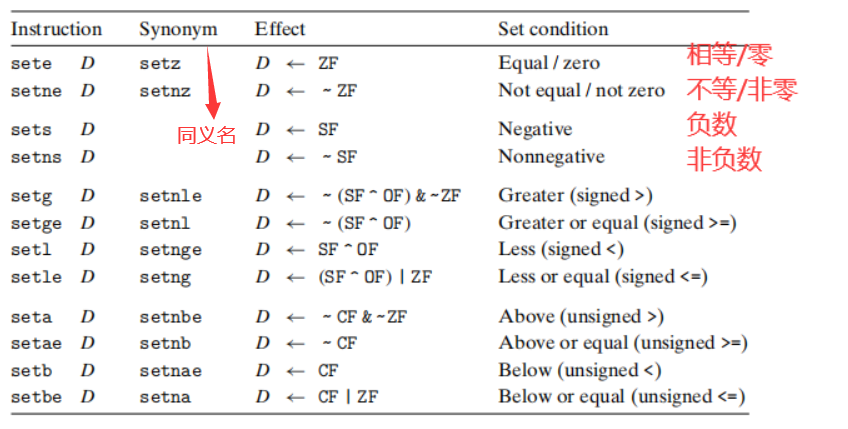 Instruction Synonym Effect Set condition
sete D setz D ← ZF Equal / zero 相等/零
setne D setnz D ← ~ ZF Not equal / not zero 不等/非零
同义名
sets D D ← SF Negative 负数
setns D D ← ~ SF Nonnegative 非负数
setg D setnle D ← ~ (SF ^ OF) & ~ZF Greater (signed >)
setge D setnl D ← ~ (SF ^ OF) Greater or equal (signed >=)
setl D setnge D ← SF ^ OF Less (signed <)
setle D setng D ← (SF ^ OF) | ZF Less or equal (signed <=)
seta D setnbe D ← ~ CF & ~ZF Above (unsigned >)
setae D setnb D ← ~ CF Above or equal (unsigned >=)
setb D setnae D ← CF Below (unsigned <)
setbe D setna D ← CF | ZF Below or equal (unsigned <=)